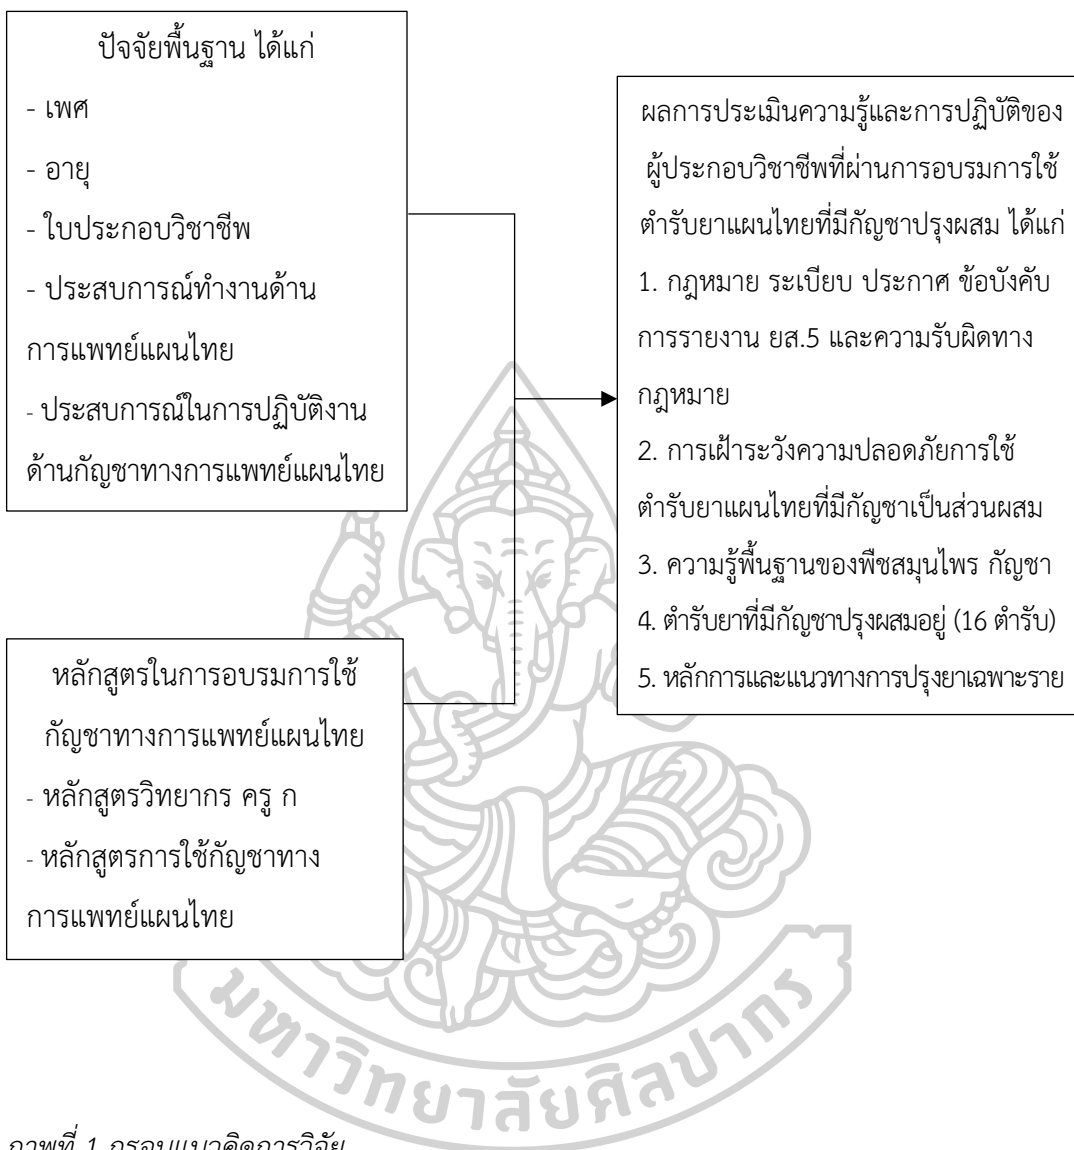 ปัจจัยพื้นฐาน ได้แก่
- เพศ
- อายุ
- ใบประกอบวิชาชีพ
- ประสบการณ์ทำงานด้าน
การแพทย์แผนไทย
- ประสบการณ์ในการปฏิบัติงาน
ด้านกัญชาทางการแพทย์แผนไทย
หลักสูตรในการอบรมการใช้
กัญชาทางการแพทย์แผนไทย
- หลักสูตรวิทยากร ครู ก
- หลักสูตรการใช้กัญชาทาง
การแพทย์แผนไทย
ผลการประเมินความรู้และการปฏิบัติของ
ผู้ประกอบวิชาชีพที่ผ่านการอบรมการใช้
ตำรับยาแผนไทยที่มีกัญชาปรุงผสม ได้แก่
1. กฎหมาย ระเบียบ ประกาศ ข้อบังคับ
การรายงาน ยส.5 และความรับผิดทาง
กฎหมาย
2. การเฝ้าระวังความปลอดภัยการใช้
ตำรับยาแผนไทยที่มีกัญชาเป็นส่วนผสม
3. ความรู้พื้นฐานของพืชสมุนไพร กัญชา
4. ตำรับยาที่มีกัญชาปรุงผสมอยู่ (16 ตำรับ)
5. หลักการและแนวทางการปรุงยาเฉพาะราย
มหาวิทยาลัยศิลปากร
ภาพที่ 1 กรอบแนวคิดการวิจัย